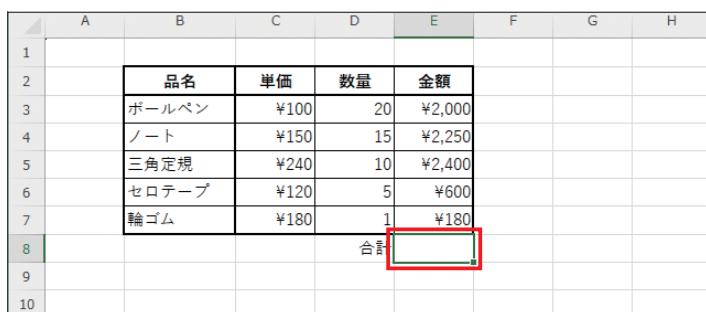 A B C D E F G H
1
2 品名 単価 数量 金額
3 ボールペン ¥100 20 ¥2,000
4 ノート ¥150 15 ¥2,250
5 三角定規 ¥240 10 ¥2,400
6 セロテープ ¥120 5 ¥600
7 輪ゴム ¥180 1 ¥180
8 合計
9
10